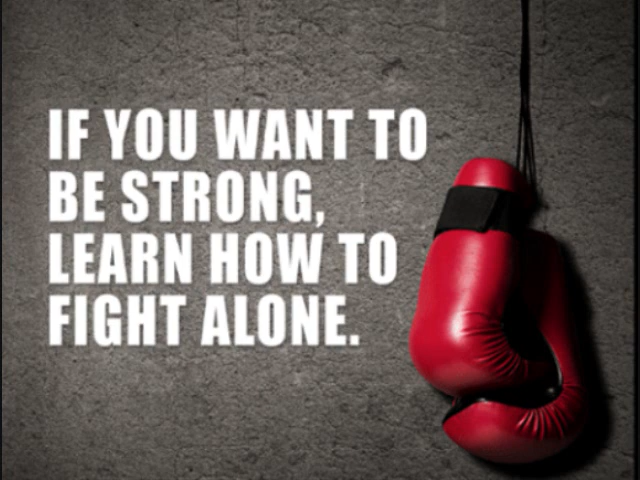 IF YOU WANT TO
BE STRONG,
LEARN HOW TO
FIGHT ALONE.